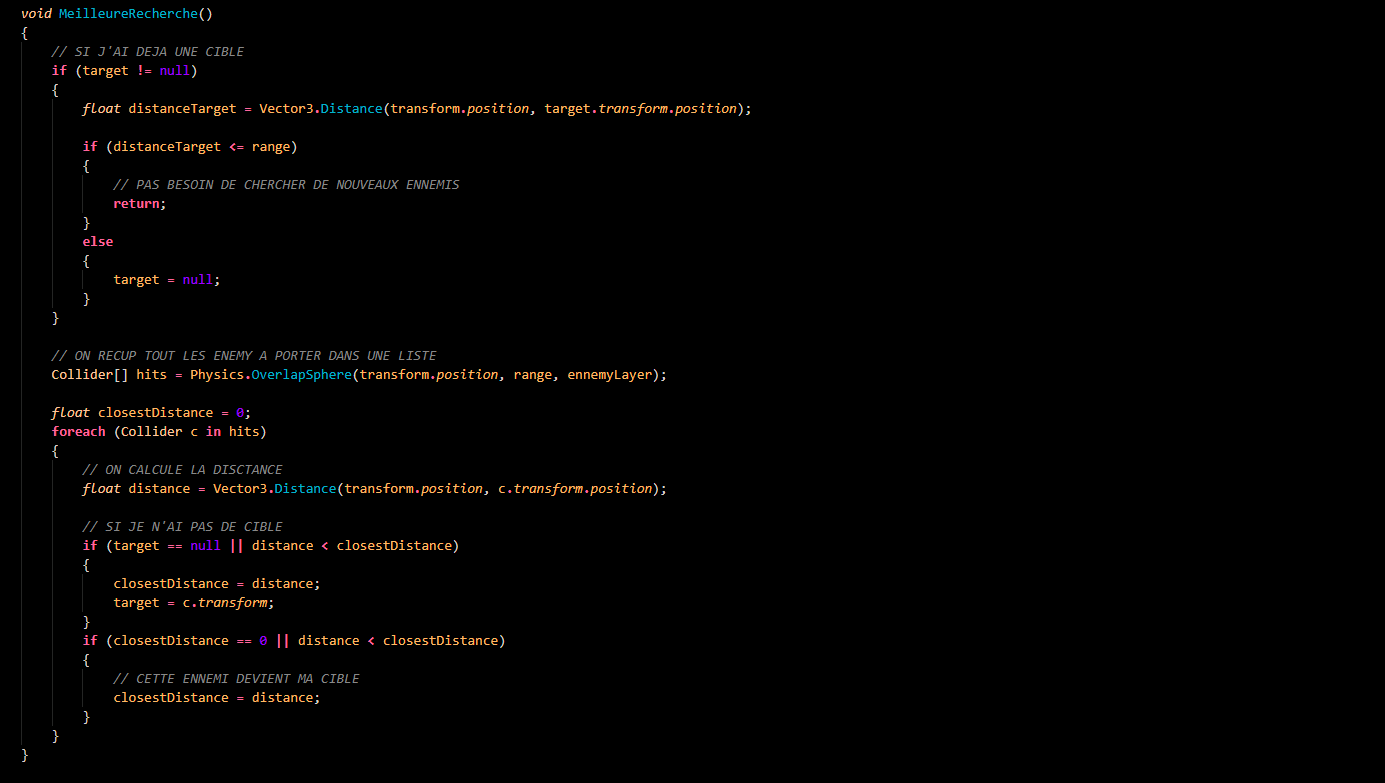 void MeilleureRecherche()
{
// SI J'AI DEJA UNE CIBLE
if (target != null)
{
float distanceTarget = Vector3.Distance(transform.position, target.transform.position);
if (distanceTarget <= range)
{
// PAS BESOIN DE CHERCHER DE NOUVEAUX ENNEMIS
return;
}
else
{
target = null;
}
}
// ON RECUP TOUT LES ENEMY A PORTER DANS UNE LISTE
Collider[] hits = Physics.OverlapSphere(transform.position, range, ennemyLayer);
float closestDistance = 0;
foreach (Collider c in hits)
{
// ON CALCULE LA DISCTANCE
float distance = Vector3.Distance(transform.position, c.transform.position);
// SI JE N'AI PAS DE CIBLE
if (target == null || distance < closestDistance)
{
closestDistance = distance;
target = c.transform;
}
if (closestDistance == 0 || distance < closestDistance)
{
// CETTE ENNEMI DEVIENT MA CIBLE
closestDistance = distance;
}
}
}